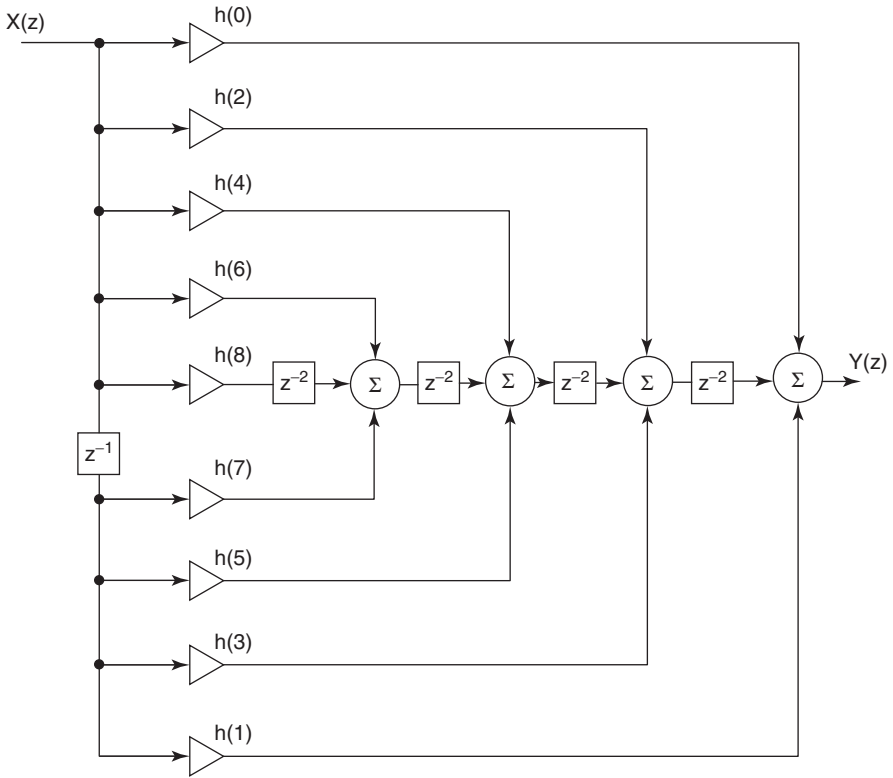 X(z)
h(0)
h(2)
h(4)
h(6)
h(8)
z⁻² Σ z⁻² Σ z⁻² Σ z⁻² Σ Y(z)
z⁻¹
h(7)
h(5)
h(3)
h(1)